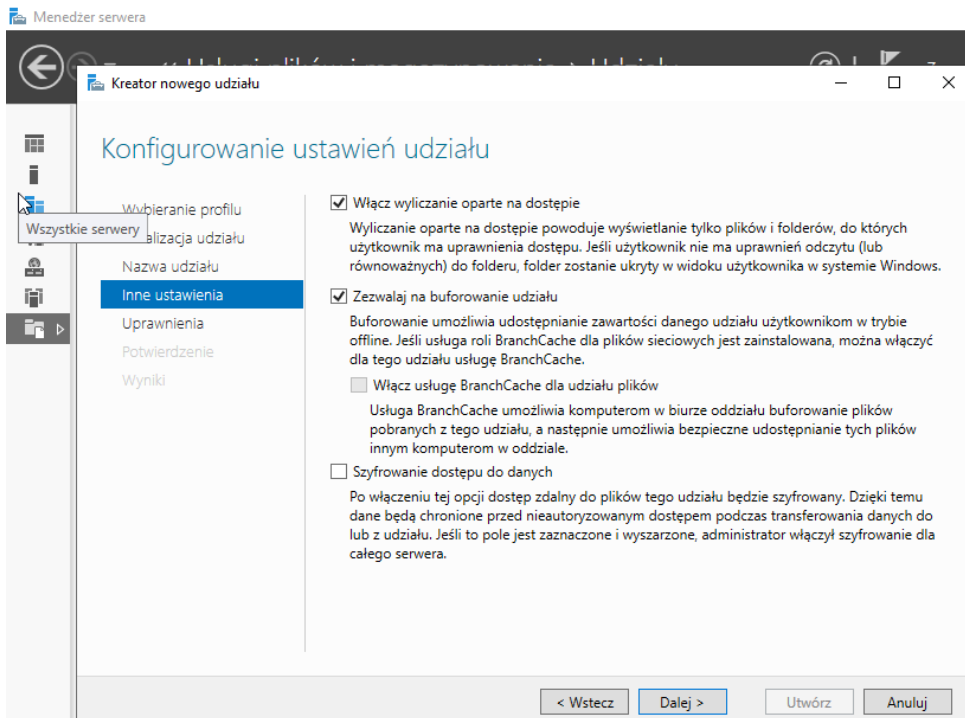 Menedżer serwera
Kreator nowego udziału
Konfigurowanie ustawień udziału
Wybieranie profilu
Wszystkie serwery
udziału
Nazwa udziału
Inne ustawienia
Uprawnienia
Potwierdzenie
Wyniki
Włącz wyliczanie oparte na dostępie
Wyliczanie oparte na dostępie powoduje wyświetlanie tylko plików i folderów, do których
użytkownik ma uprawnienia dostępu. Jeśli użytkownik nie ma uprawnień odczytu (lub
równoważnych) do folderu, folder zostanie ukryty w widoku użytkownika w systemie Windows.
Zezwalaj na buforowanie udziału
Buforowanie umożliwia udostępnianie zawartości danego udziału użytkownikom w trybie
offline. Jeśli usługa roli BranchCache dla plików sieciowych jest zainstalowana, można włączyć
dla tego udziału usługę BranchCache.
Włącz usługę BranchCache dla udziału plików
Usługa BranchCache umożliwia komputerom w biurze oddziału buforowanie plików
pobranych z tego udziału, a następnie umożliwia bezpieczne udostępnianie tych plików
innym komputerom w oddziale.
Szyfrowanie dostępu do danych
Po włączeniu tej opcji dostęp zdalny do plików tego udziału będzie szyfrowany. Dzięki temu
dane będą chronione przed nieautoryzowanym dostępem podczas transferowania danych do
lub z udziału. Jeśli to pole jest zaznaczone i wyszarzone, administrator włączył szyfrowanie dla
całego serwera.
< Wstecz
Dalej >
Utwórz
Anuluj